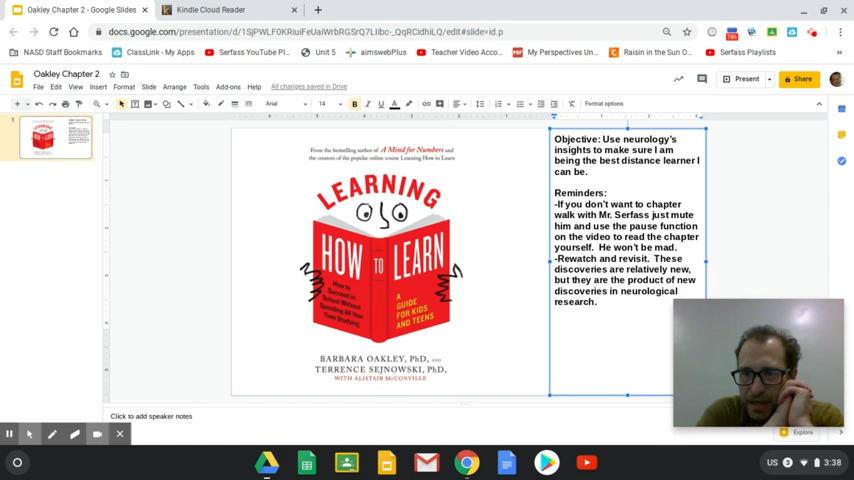 Oakley Chapter 2 - Google Slides
Kindle Cloud Reader
docs.google.com/presentation/d/1SjPWLF0KRiuiFeUaiWbRGSrQ7LIibc-_QqRCidhiLQ/edit#slide=id.p
NASD Staff Bookmarks
ClassLink - My Apps
Serfass YouTube Pl...
Unit 5
aimswebPlus
Teacher Video Acco...
My Perspectives Un...
Raisin in the Sun O...
Serfass Playlists
Oakley Chapter 2
File Edit View Insert Format Slide Arrange Tools Add-ons Help All changes saved in Drive
Present
Share
Arial
14
Format options
From the bestselling author of A Mind for Numbers and
the creators of the popular online course Learning How to Learn
LEARNING
HOW TO LEARN
How to
Succeed in
School Without
Spending All Your
Time Studying
A
GUIDE
FOR KIDS
AND TEENS
BARBARA OAKLEY, PhD, AND
TERRENCE SEJNOWSKI, PhD,
WITH ALISTAIR McCONVILLE
Objective: Use neurology's
insights to make sure I am
being the best distance learner I
can be.
Reminders:
-If you don't want to chapter
walk with Mr. Serfass just mute
him and use the pause function
on the video to read the chapter
yourself. He won't be mad.
-Rewatch and revisit. These
discoveries are relatively new,
but they are the product of new
discoveries in neurological
research.
Click to add speaker notes
Explore
US 3 3:38